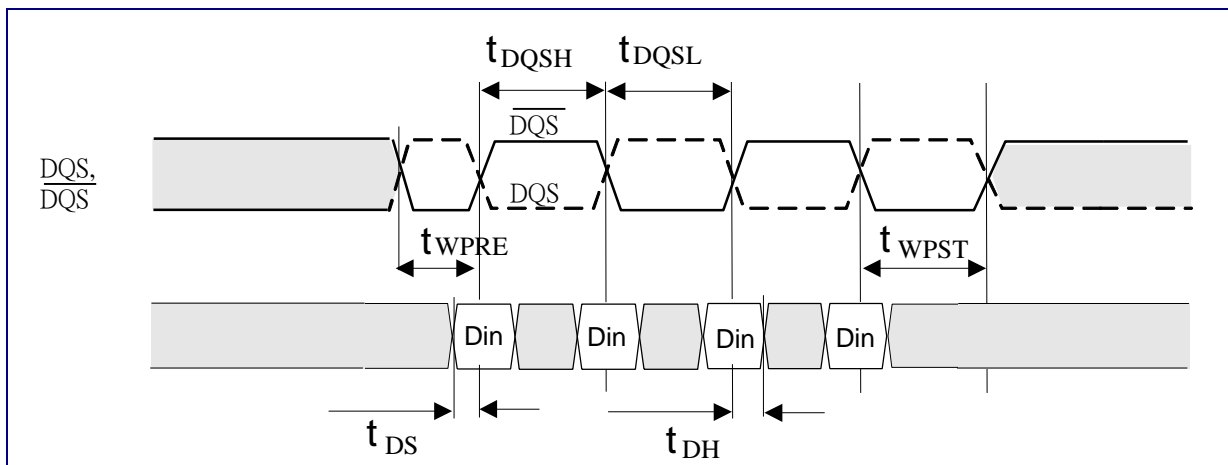 tDQSH tDQSL
DQS
DQS,
DQS
DQS
tWPRE
tWPST
Din Din Din Din
tDS
tDH